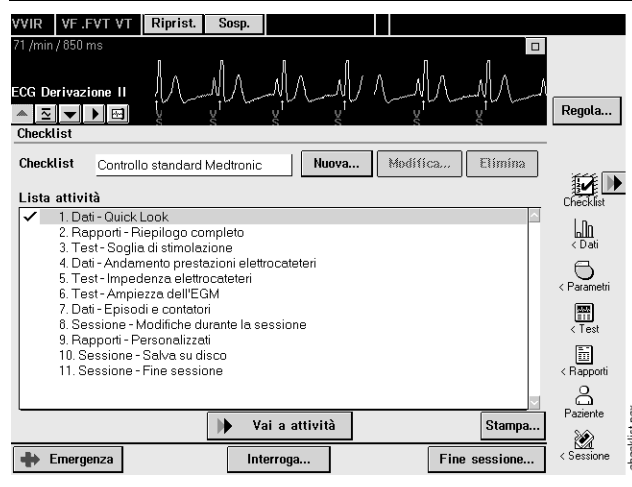 VVIR VF .FVT VT Riprist. Sosp.
71 /min / 850 ms
ECG Derivazione II
V S V S V S V S
Regola...
Checklist
Checklist Controllo standard Medtronic Nuova... Modifica... Elimina
Lista attività
1. Dati - Quick Look
2. Rapporti - Riepilogo completo
3. Test - Soglia di stimolazione
4. Dati - Andamento prestazioni elettrocateteri
5. Test - Impedenza elettrocateteri
6. Test - Ampiezza dell'EGM
7. Dati - Episodi e contatori
8. Sessione - Modifiche durante la sessione
9. Rapporti - Personalizzati
10. Sessione - Salva su disco
11. Sessione - Fine sessione
Vai a attività Stampa...
Emergenza Interroga... Fine sessione...
Checklist
< Dati
< Parametri
< Test
< Rapporti
Paziente
< Sessione